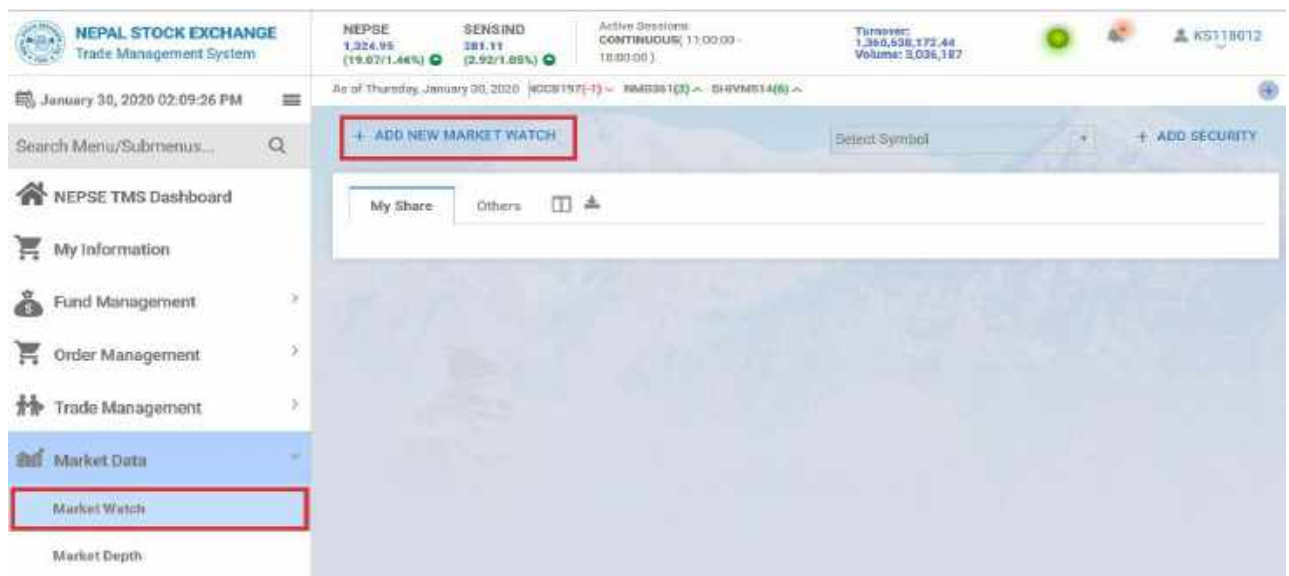 NEPAL STOCK EXCHANGE
Trade Management System
NEPSE
1,324.95
(19.07/1.46%)
SENSIND
281.11
(2.92/1.05%)
Active Sessions:
CONTINUOUS( 11:00:00 -
Turnover:
1,360,638,172.44
Volume: 3,036,187
KS118012
January 30, 2020 02:09:26 PM
As of Thursday, January 30, 2020
Search Menu/Submenus...
+ ADD NEW MARKET WATCH
Select Symbol
+ ADD SECURITY
NEPSE TMS Dashboard
My Share Others
My Information
Fund Management
Order Management
Trade Management
Market Data
Market Watch
Market Depth